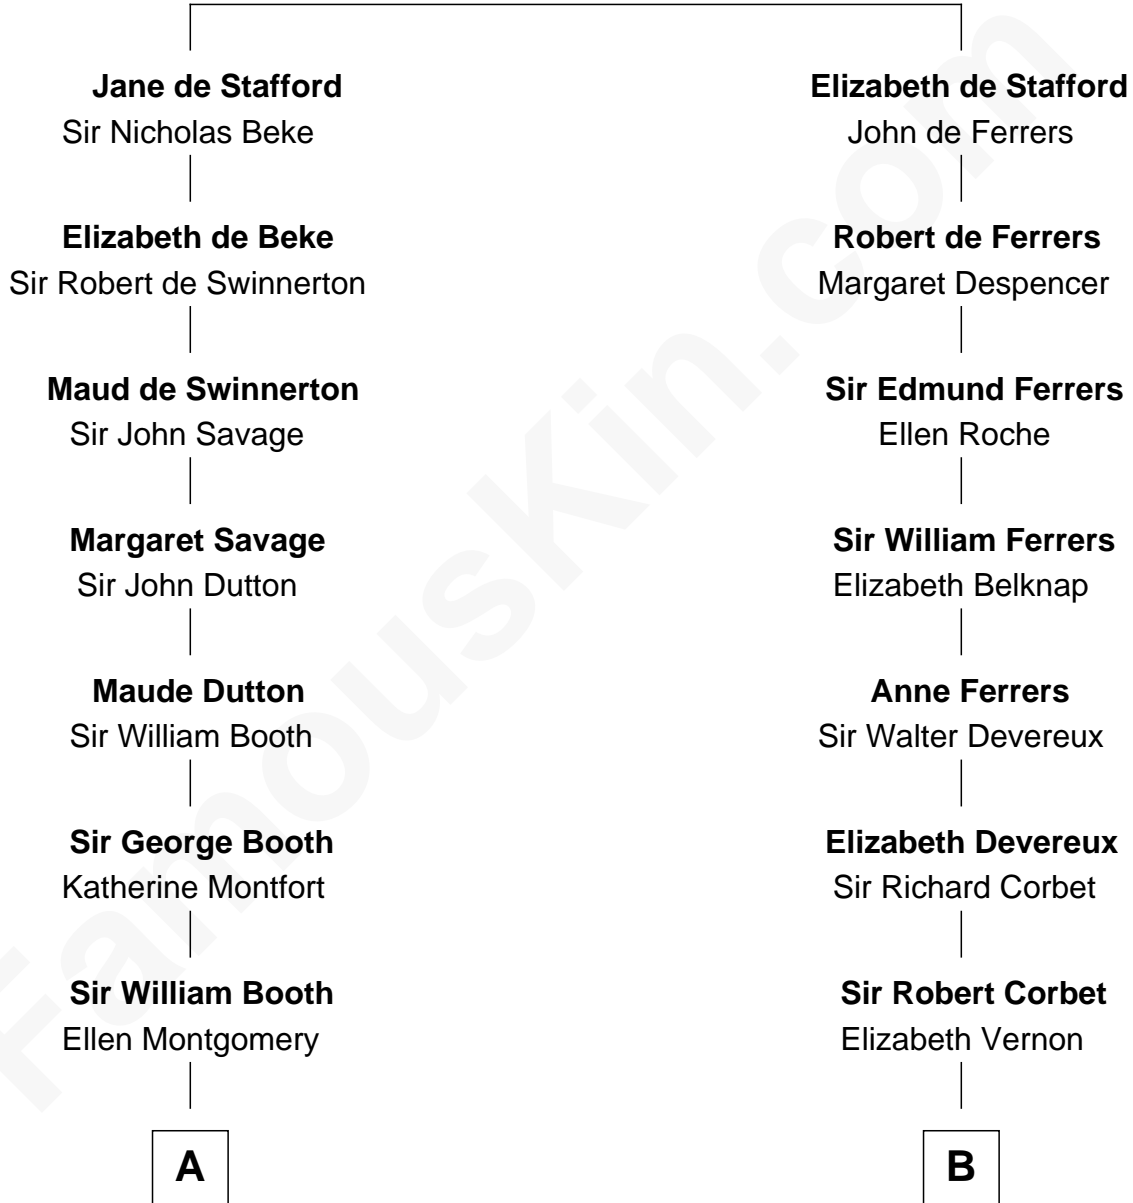 Jane de Stafford
Sir Nicholas Beke
Elizabeth de Beke
Sir Robert de Swinnerton
Maud de Swinnerton
Sir John Savage
Margaret Savage
Sir John Dutton
Maude Dutton
Sir William Booth
Sir George Booth
Katherine Montfort
Sir William Booth
Ellen Montgomery
A
Elizabeth de Stafford
John de Ferrers
Robert de Ferrers
Margaret Despencer
Sir Edmund Ferrers
Ellen Roche
Sir William Ferrers
Elizabeth Belknap
Anne Ferrers
Sir Walter Devereux
Elizabeth Devereux
Sir Richard Corbet
Sir Robert Corbet
Elizabeth Vernon
B
FamousKin.com